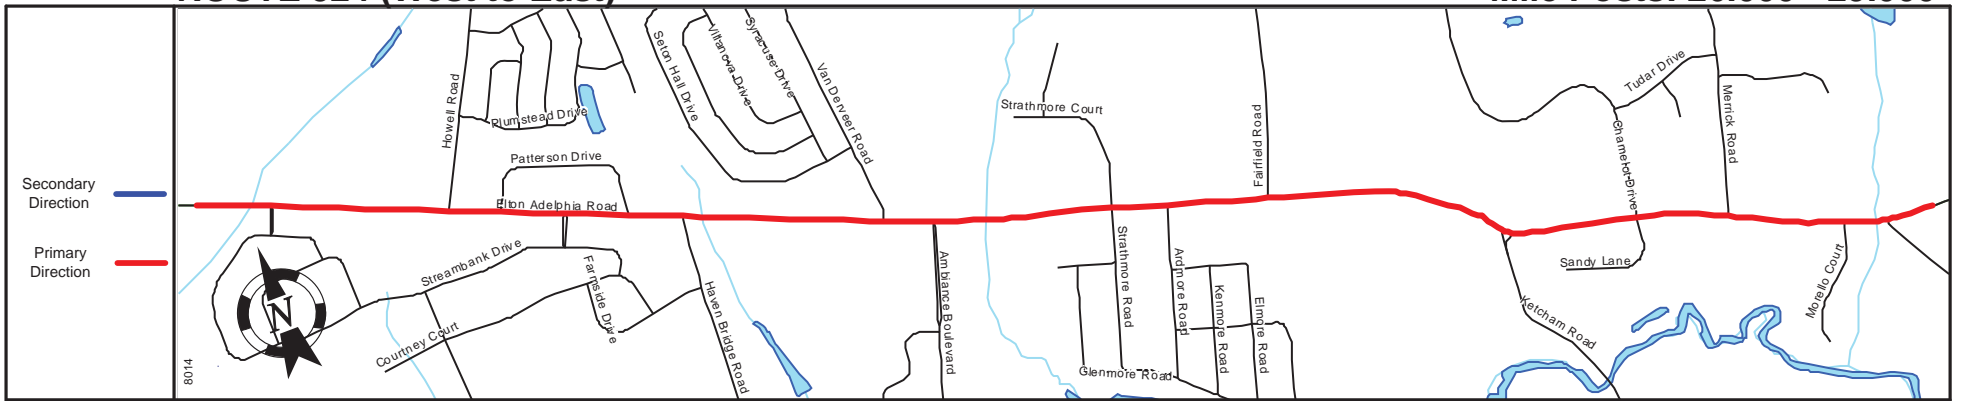 Secondary
Direction
Primary
Direction
Howell Road
Plumstead Drive
Patterson Drive
Elton Adelphia Road
Seton Hall Drive
Villanova Drive
Syracuse Drive
Van Derveer Road
Strathmore Court
Fairfield Road
Tudar Drive
Merrick Road
Chamelot Drive
Streambank Drive
Farmside Drive
Courtney Court
Haven Bridge Road
Ambiance Boulevard
Strathmore Road
Ardmore Road
Kenmore Road
Elmore Road
Glenmore Road
Sandy Lane
Ketcham Road
Morello Court
N
8014